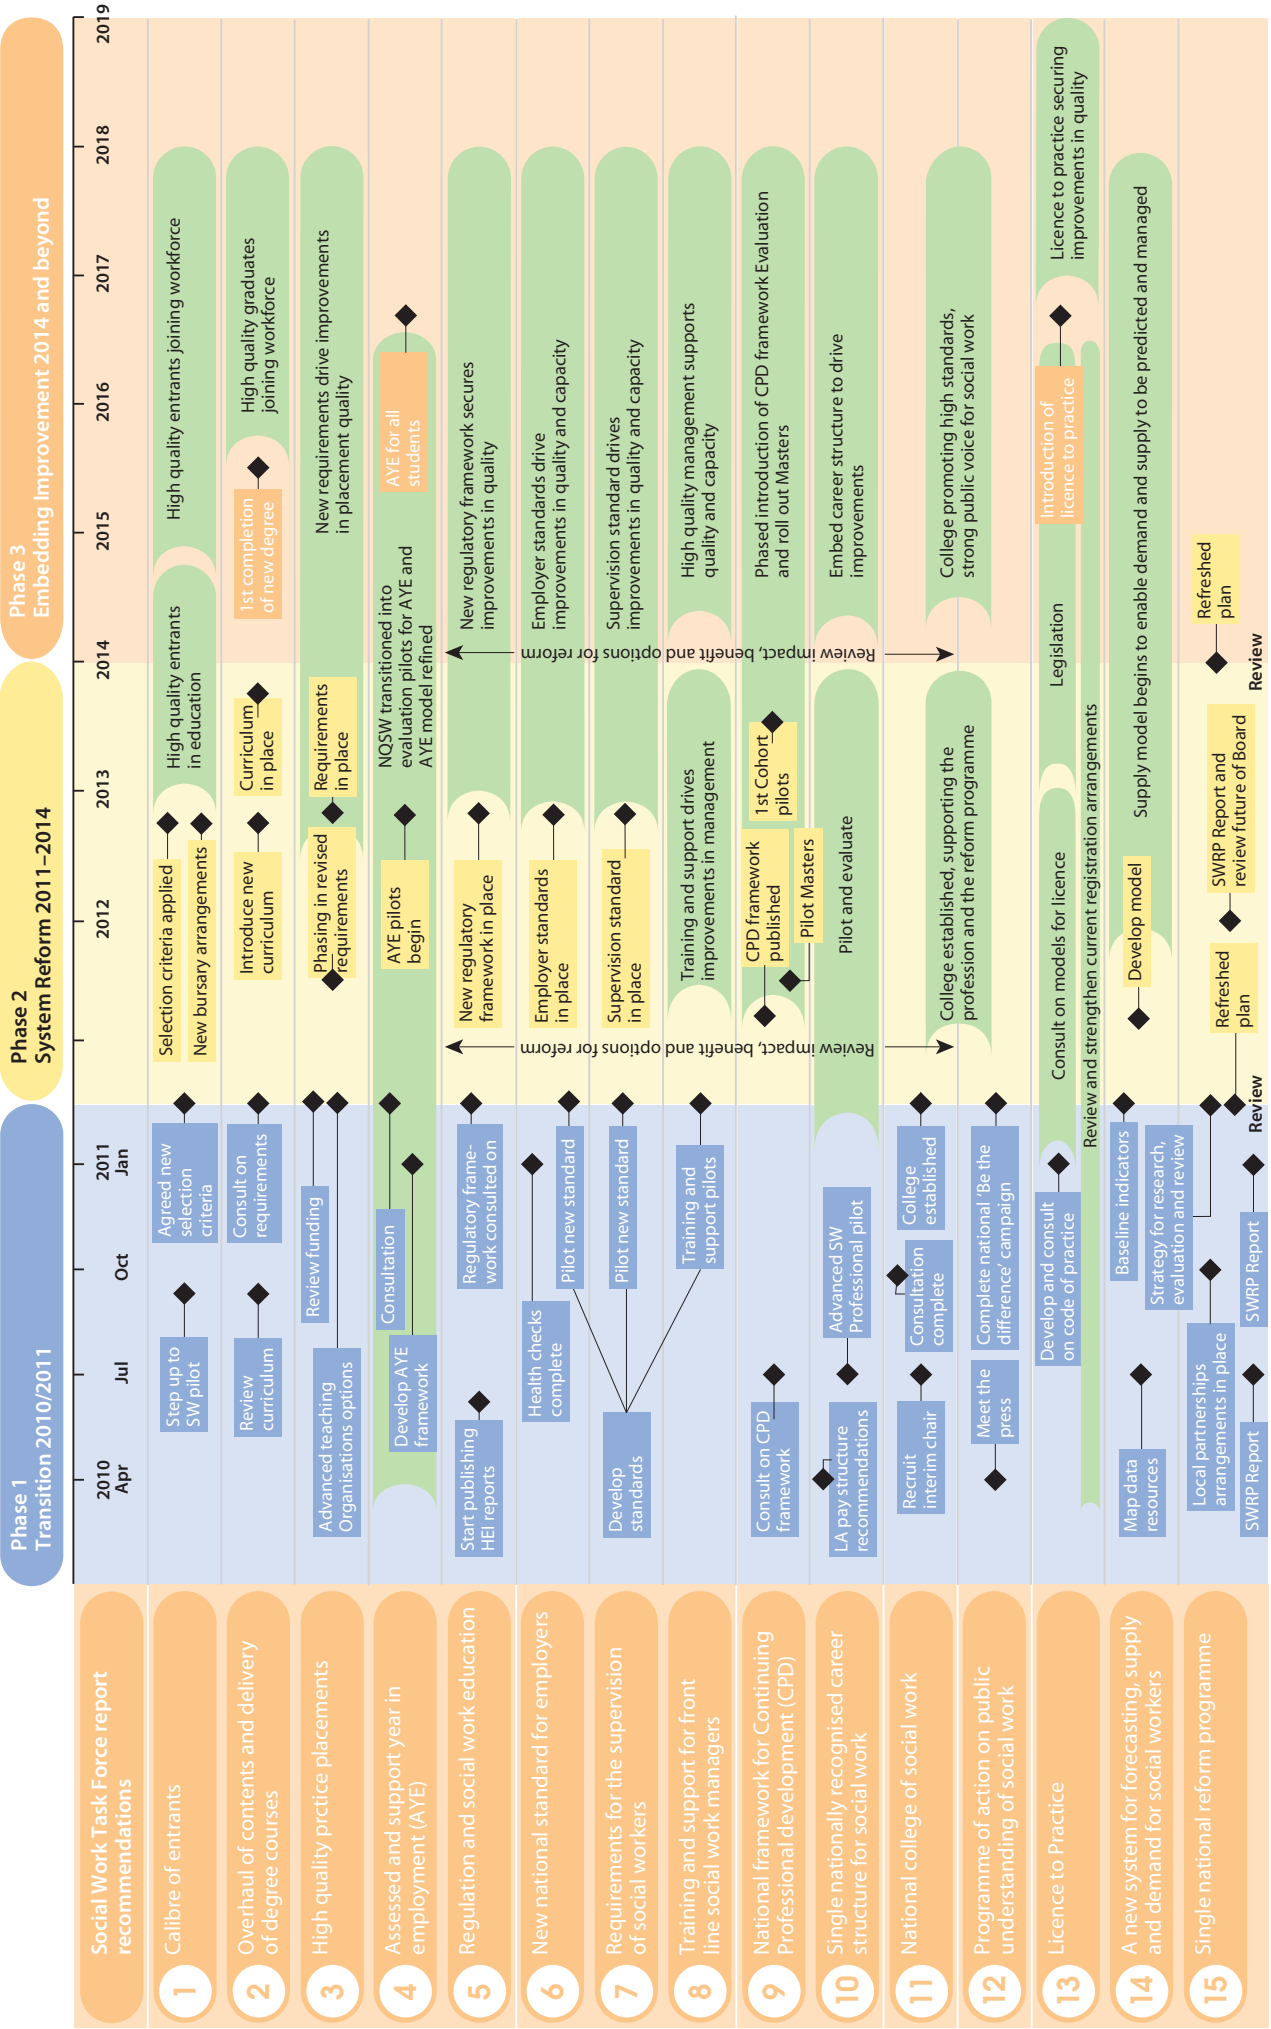 Phase 1
Transition 2010/2011
Phase 2
System Reform 2011–2014
Phase 3
Embedding Improvement 2014 and beyond
Social Work Task Force report
recommendations
2010
Apr
Jul
Oct
2011
Jan
2012
2013
2014
2015
2016
2017
2018
2019
1
Calibre of entrants
Step up to
SW pilot
Agreed new
selection
criteria
Selection criteria applied
New bursary arrangements
High quality entrants
in education
High quality entrants joining workforce
2
Overhaul of contents and delivery
of degree courses
Review
curriculum
Consult on
requirements
Introduce new
curriculum
Curriculum
in place
1st completion
of new degree
High quality graduates
joining workforce
3
High quality prctice placements
Advanced teaching
Organisations options
Review funding
Phasing in revised
requirements
Requirements
in place
New requirements drive improvements
in placement quality
4
Assessed and support year in
employment (AYE)
Develop AYE
framework
Consultation
AYE pilots
begin
NQSW transitioned into
evaluation pilots for AYE and
AYE model refined
AYE for all
students
5
Regulation and social work education
Start publishing
HEI reports
Regulatory frame-
work consulted on
New regulatory
framework in place
New regulatory framework secures
improvements in quality
6
New national standard for employers
Health checks
complete
Pilot new standard
Employer standards
in place
Employer standards drive
improvements in quality and capacity
7
Requirements for the supervision
of social workers
Develop
standards
Pilot new standard
Supervision standard
in place
Supervision standard drives
improvements in quality and capacity
8
Training and support for front
line social work managers
Training and
support pilots
Training and support drives
improvements in management
High quality management supports
quality and capacity
9
National framework for Continuing
Professional development (CPD)
Consult on CPD
framework
CPD framework
published
Pilot Masters
1st Cohort
pilots
Phased introduction of CPD framework Evaluation
and roll out Masters
10
Single nationally recognised career
structure for social work
LA pay structure
recommendations
Advanced SW
Professional pilot
Pilot and evaluate
Embed career structure to drive
improvements
Review impact, benefit and options for reform
Review impact, benefit and options for reform
11
National college of social work
Recruit
interim chair
Consultation
complete
College
established
College established, supporting the
profession and the reform programme
College promoting high standards,
strong public voice for social work
12
Programme of action on public
understanding of social work
Meet the
press
Complete national ‘Be the
difference’ campaign
13
Licence to Practice
Develop and consult
on code of practice
Consult on models for licence
Legislation
Introduction of
licence to practice
Licence to practice securing
improvements in quality
Review and strengthen current registration arrangements
14
A new system for forecasting, supply
and demand for social workers
Map data
resources
Baseline indicators
Develop model
Supply model begins to enable demand and supply to be predicted and managed
15
Single national reform programme
Local partnerships
arrangements in place
Strategy for research,
evaluation and review
Refreshed
plan
SWRP Report and
review future of Board
Refreshed
plan
SWRP Report
SWRP Report
SWRP Report
Review
Review